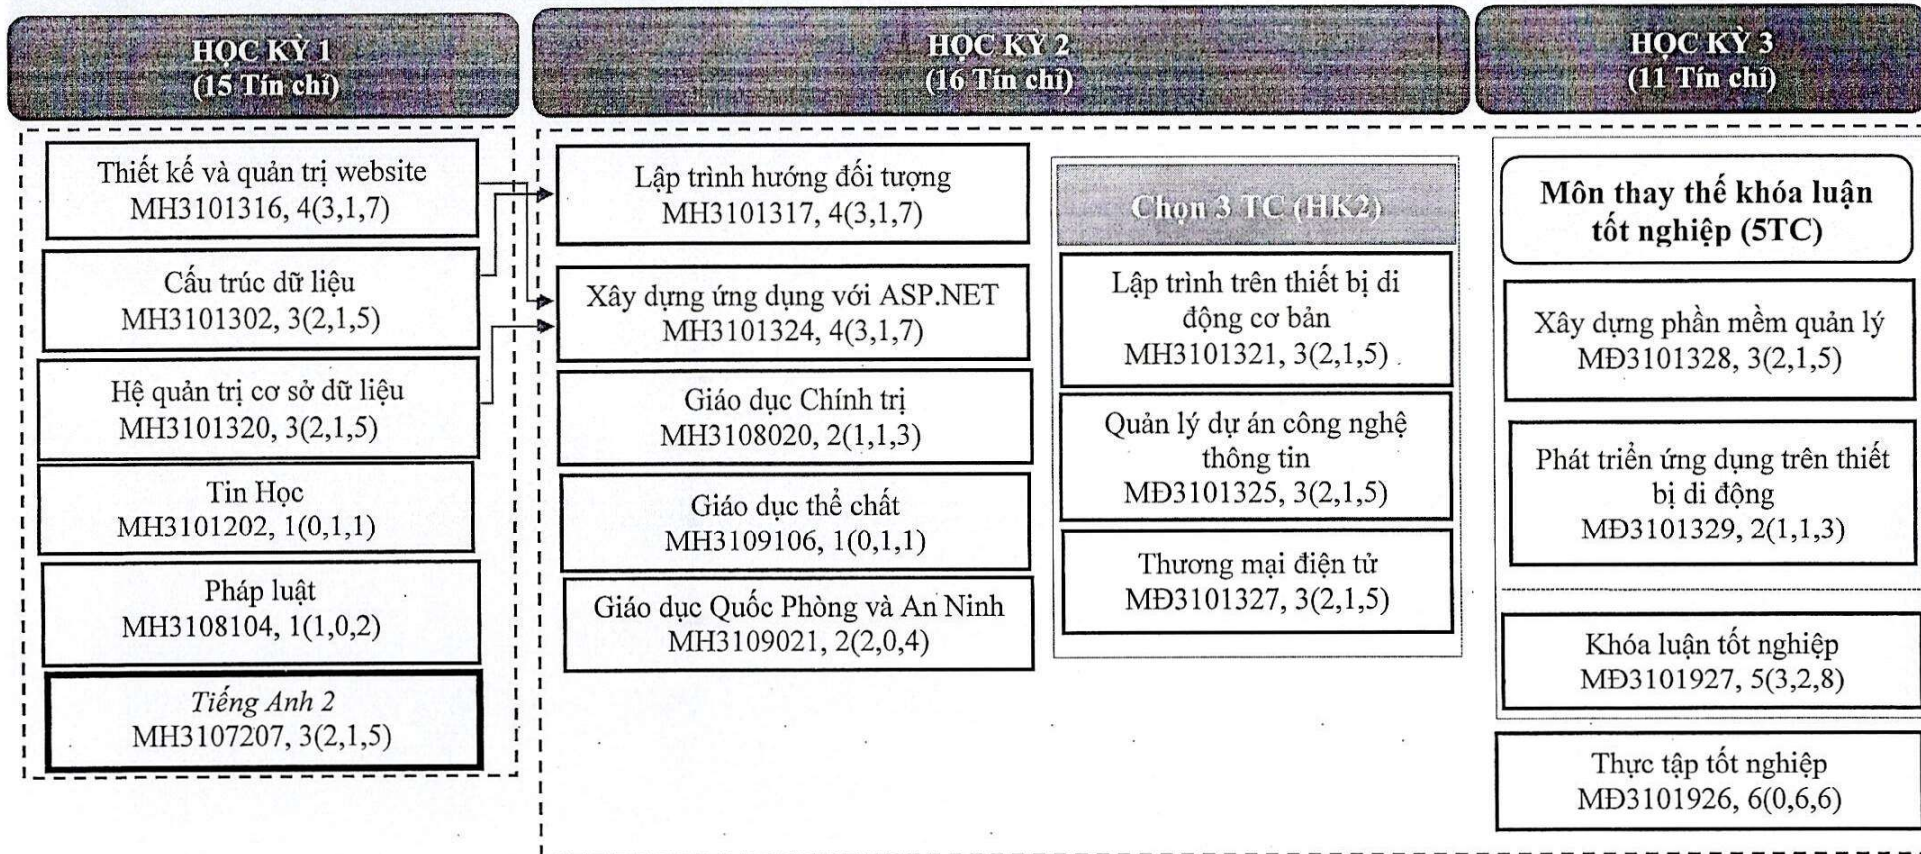 HỌC KỲ 1
(15 Tín chỉ)
Thiết kế và quản trị website
MH3101316, 4(3,1,7)
Cấu trúc dữ liệu
MH3101302, 3(2,1,5)
Hệ quản trị cơ sở dữ liệu
MH3101320, 3(2,1,5)
Tin Học
MH3101202, 1(0,1,1)
Pháp luật
MH3108104, 1(1,0,2)
Tiếng Anh 2
MH3107207, 3(2,1,5)
HỌC KỲ 2
(16 Tín chỉ)
Lập trình hướng đối tượng
MH3101317, 4(3,1,7)
Xây dựng ứng dụng với ASP.NET
MH3101324, 4(3,1,7)
Giáo dục Chính trị
MH3108020, 2(1,1,3)
Giáo dục thể chất
MH3109106, 1(0,1,1)
Giáo dục Quốc Phòng và An Ninh
MH3109021, 2(2,0,4)
Chọn 3 TC (HK2)
Lập trình trên thiết bị di
động cơ bản
MH3101321, 3(2,1,5)
Quản lý dự án công nghệ
thông tin
MĐ3101325, 3(2,1,5)
Thương mại điện tử
MĐ3101327, 3(2,1,5)
HỌC KỲ 3
(11 Tín chỉ)
Môn thay thế khóa luận
tốt nghiệp (5TC)
Xây dựng phần mềm quản lý
MĐ3101328, 3(2,1,5)
Phát triển ứng dụng trên thiết
bị di động
MĐ3101329, 2(1,1,3)
Khóa luận tốt nghiệp
MĐ3101927, 5(3,2,8)
Thực tập tốt nghiệp
MĐ3101926, 6(0,6,6)